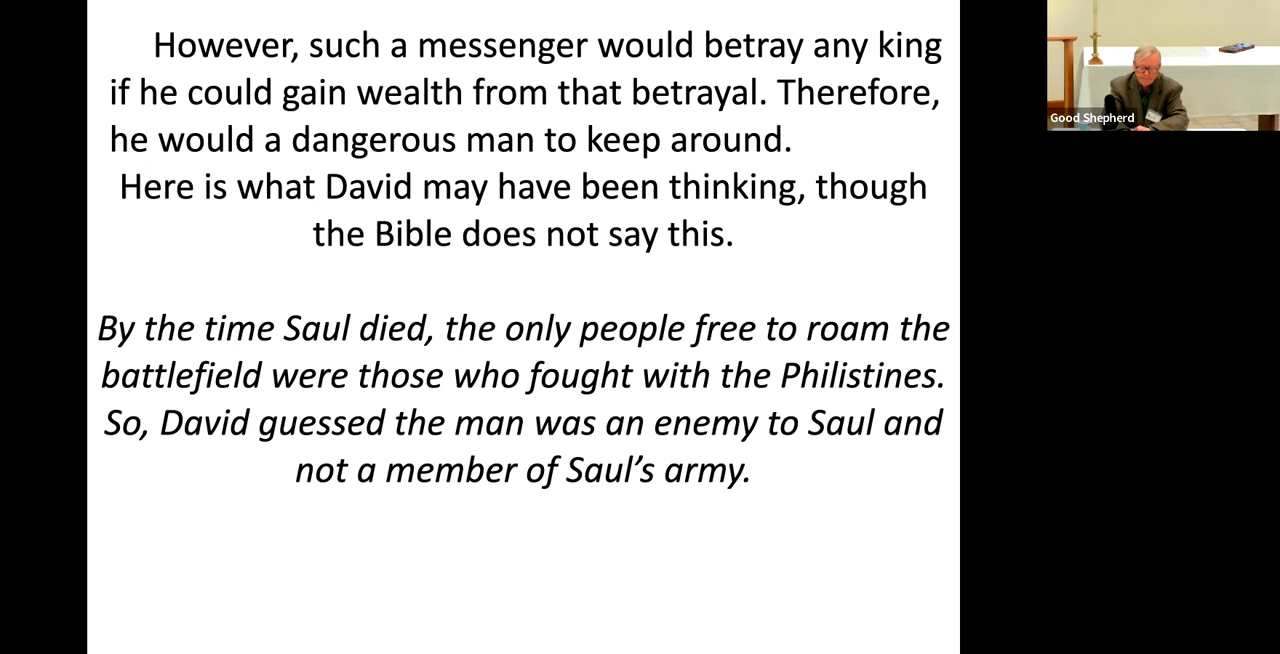 However, such a messenger would betray any king
if he could gain wealth from that betrayal. Therefore,
he would a dangerous man to keep around.
Here is what David may have been thinking, though
the Bible does not say this.
By the time Saul died, the only people free to roam the
battlefield were those who fought with the Philistines.
So, David guessed the man was an enemy to Saul and
not a member of Saul’s army.
Good Shepherd